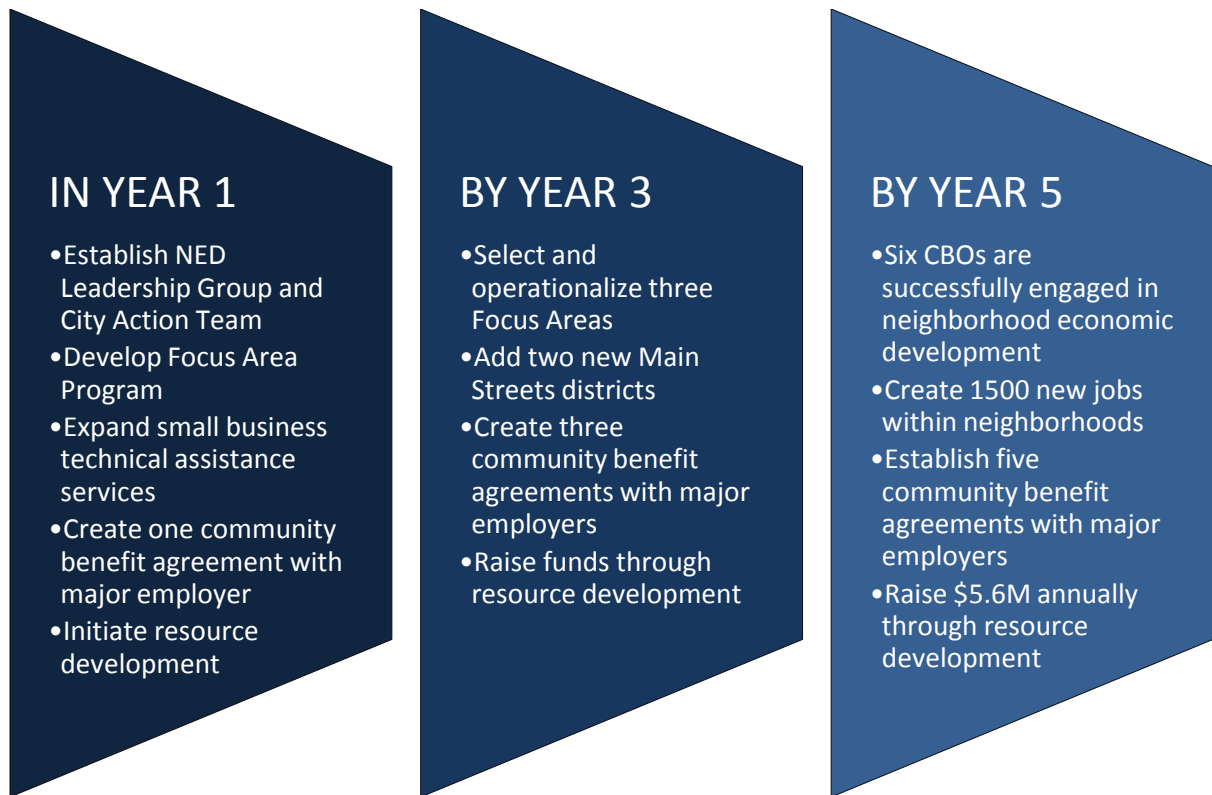 IN YEAR 1
•Establish NED
Leadership Group and
City Action Team
•Develop Focus Area
Program
•Expand small business
technical assistance
services
•Create one community
benefit agreement with
major employer
•Initiate resource
development
BY YEAR 3
•Select and
operationalize three
Focus Areas
•Add two new Main
Streets districts
•Create three
community benefit
agreements with major
employers
•Raise funds through
resource development
BY YEAR 5
•Six CBOs are
successfully engaged in
neighborhood economic
development
•Create 1500 new jobs
within neighborhoods
•Establish five
community benefit
agreements with major
employers
•Raise $5.6M annually
through resource
development